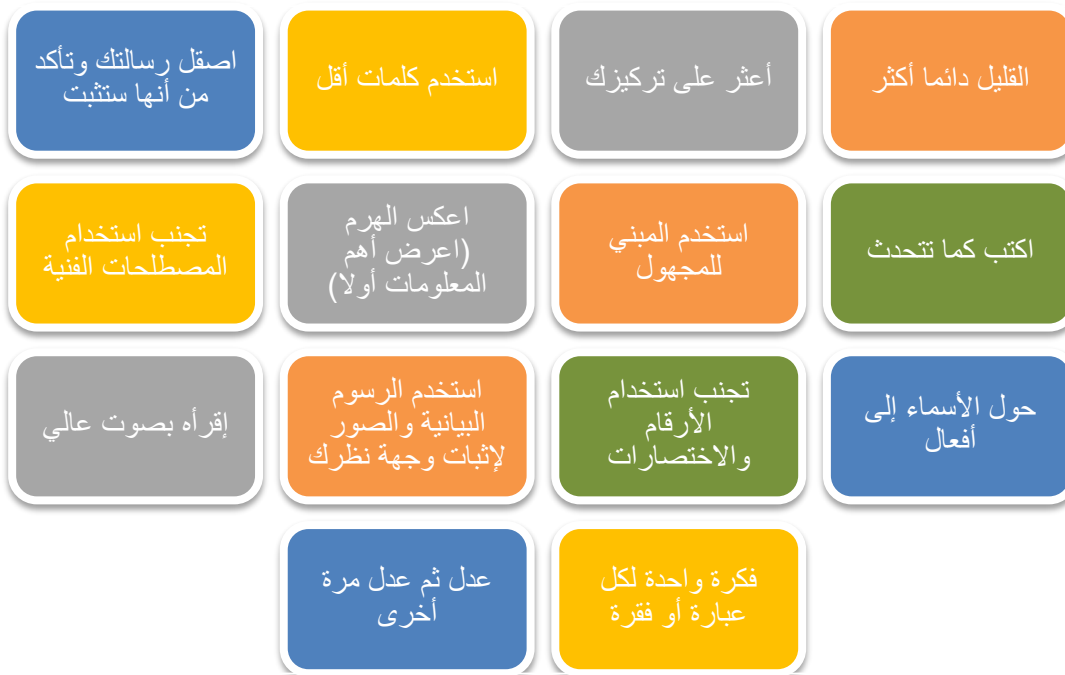 القليل دائما أكثر
أعثر على تركيزك
استخدم كلمات أقل
اصقل رسالتك وتأكد
من أنها ستثبت
اكتب كما تتحدث
استخدم المبني
للمجهول
اعكس الهرم
(اعرض أهم
المعلومات أولا)
تجنب استخدام
المصطلحات الفنية
حول الأسماء إلى
أفعال
تجنب استخدام
الأرقام
والاختصارات
استخدم الرسوم
البيانية والصور
لإثبات وجهة نظرك
إقرأه بصوت عالي
فكرة واحدة لكل
عبارة أو فقرة
عدل ثم عدل مرة
أخرى